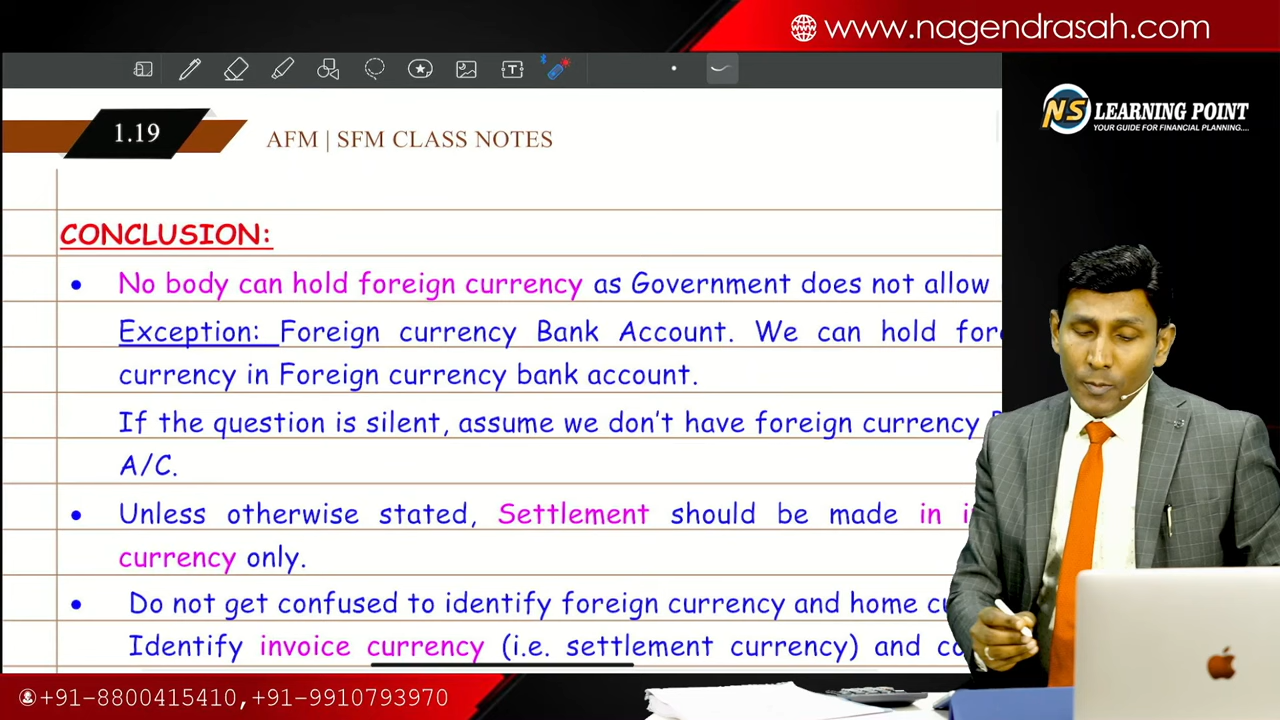 www.nagendrasah.com
NS LEARNING POINT
YOUR GUIDE FOR FINANCIAL PLANNING....
1.19
AFM | SFM CLASS NOTES
CONCLUSION:
• No body can hold foreign currency as Government does not allow
Exception: Foreign currency Bank Account. We can hold
currency in Foreign currency bank account.
If the question is silent, assume we don't have foreign currency
A/C.
• Unless otherwise stated, Settlement should be made in
currency only.
• Do not get confused to identify foreign currency and home
Identify invoice currency (i.e. settlement currency) and
+91-8800415410,+91-9910793970